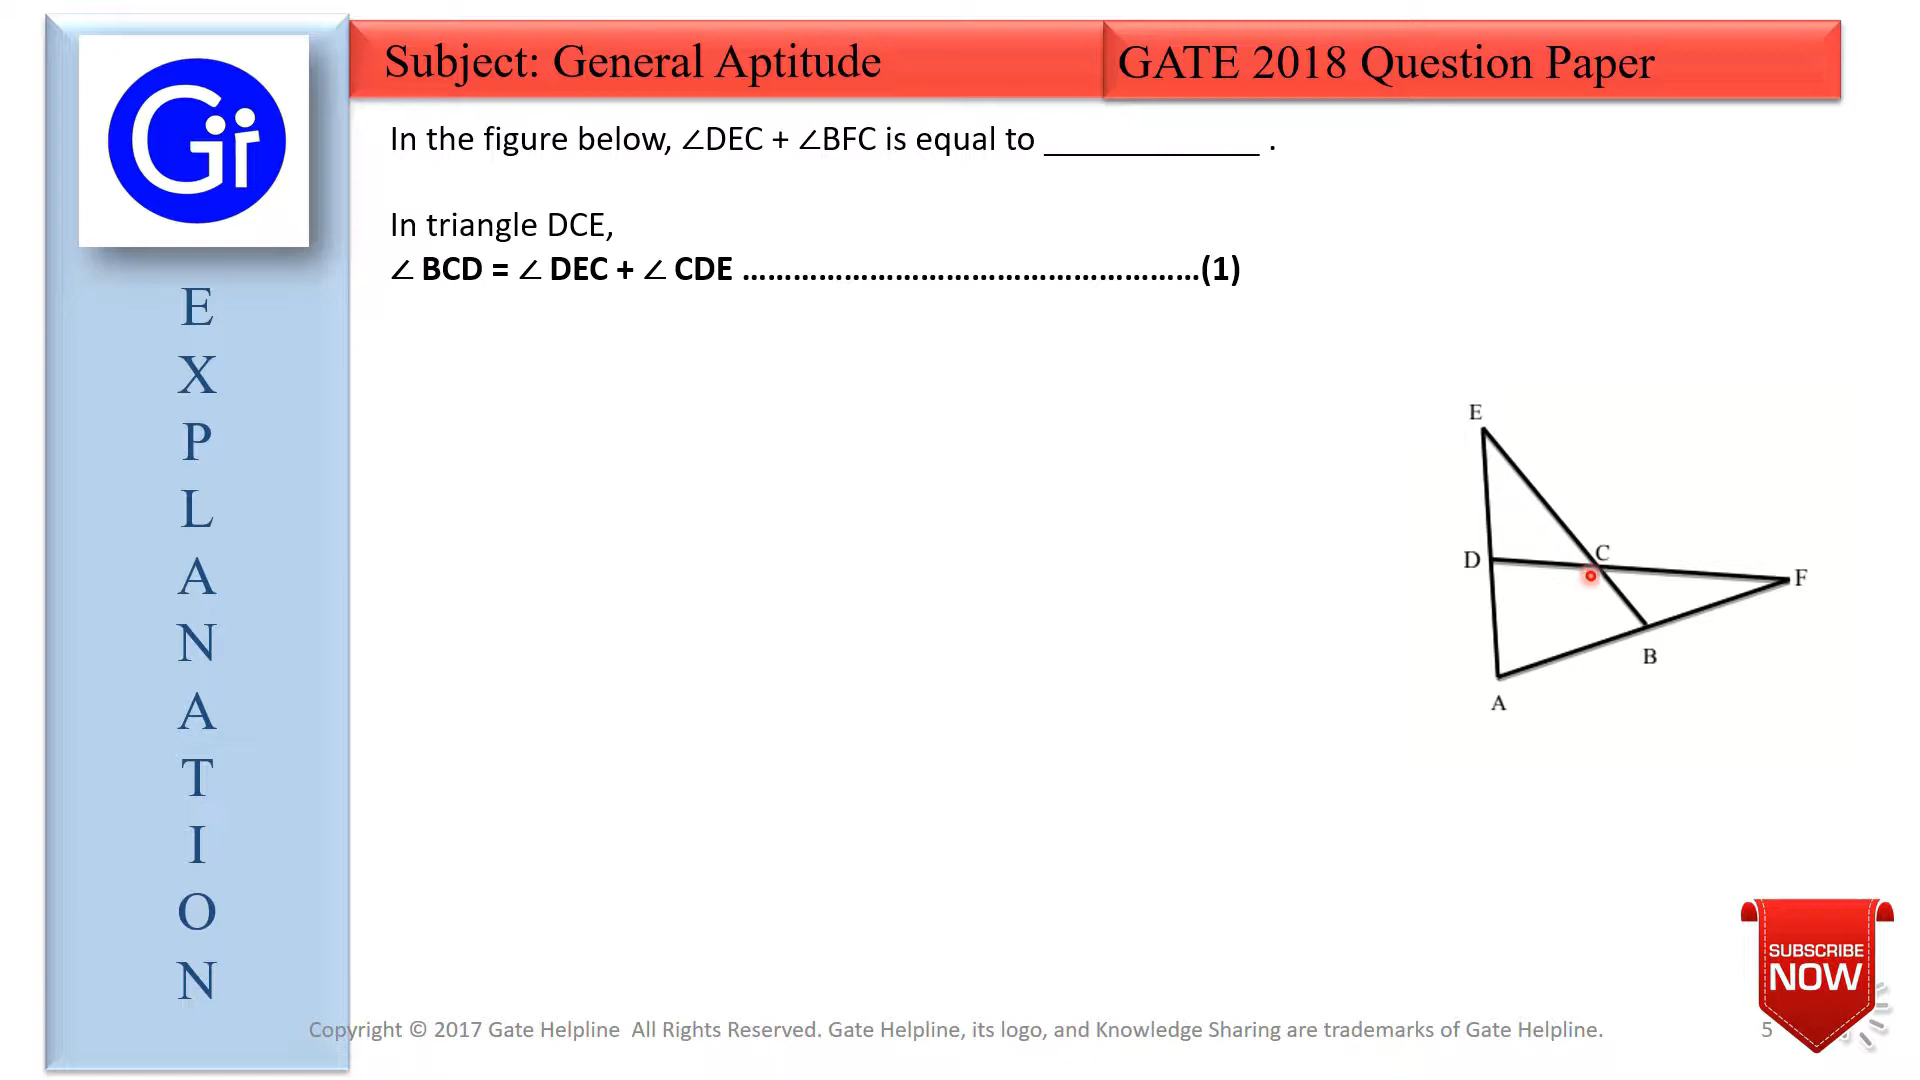 Gi
Subject: General Aptitude
GATE 2018 Question Paper
In the figure below, ∠DEC + ∠BFC is equal to _____________ .
In triangle DCE,
∠ BCD = ∠ DEC + ∠ CDE ......................................................(1)
E
X
P
L
A
N
A
T
I
O
N
E
D
C
F
B
A
SUBSCRIBE
NOW
Copyright © 2017 Gate Helpline All Rights Reserved. Gate Helpline, its logo, and Knowledge Sharing are trademarks of Gate Helpline.
5